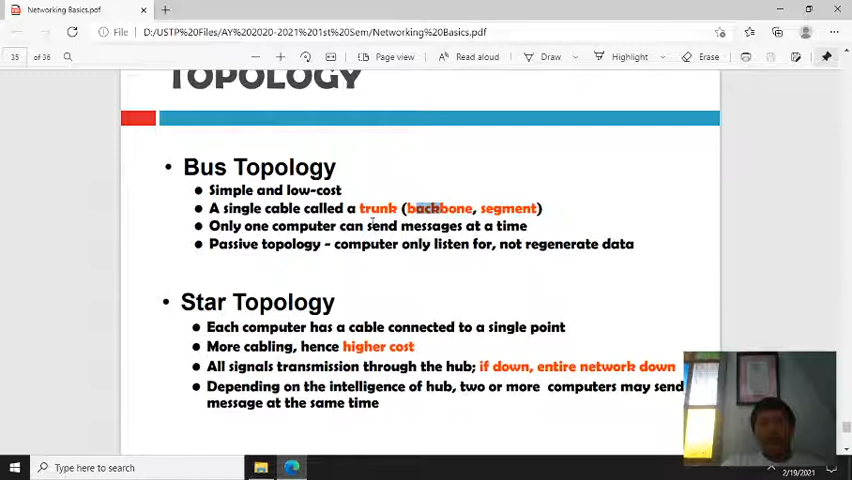 Networking Basics.pdf
File
D:/USTP%20Files/AY%202020-2021%201st%20Sem/Networking%20Basics.pdf
35 of 36
Page view
Read aloud
Draw
Highlight
Erase
TOPOLOGY
• Bus Topology
• Simple and low-cost
• A single cable called a trunk (backbone, segment)
• Only one computer can send messages at a time
• Passive topology - computer only listen for, not regenerate data
• Star Topology
• Each computer has a cable connected to a single point
• More cabling, hence higher cost
• All signals transmission through the hub; if down, entire network down
• Depending on the intelligence of hub, two or more computers may send
message at the same time
Type here to search
2/19/2021